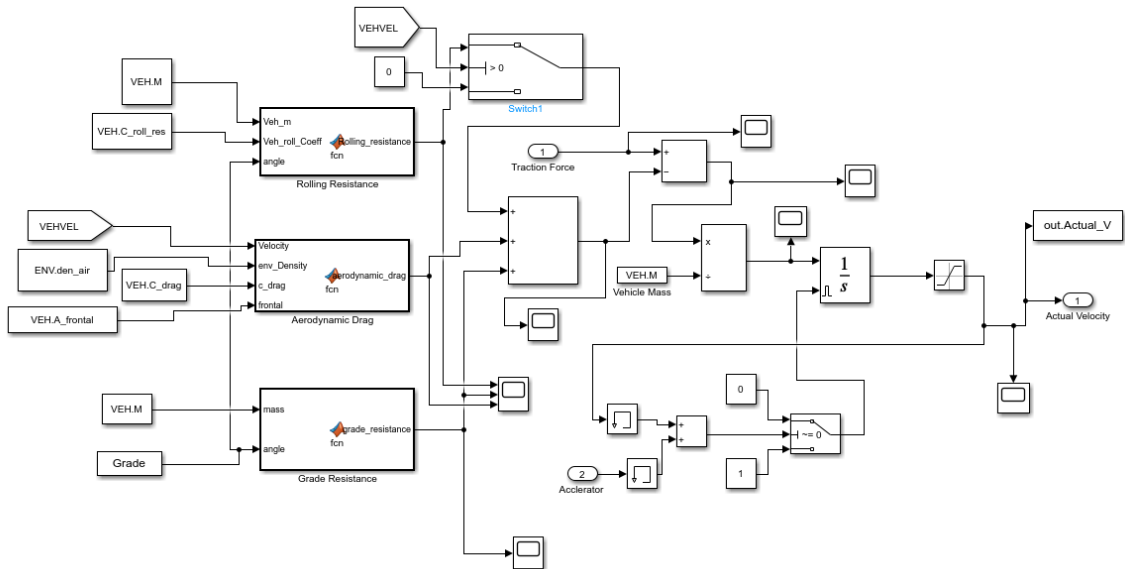 VEHVEL
0
> 0
Switch1
VEH.M
VEH.C_roll_res
Veh_m
Veh_roll_Coeff
angle
Rolling_resistance
fcn
Rolling Resistance
1
Traction Force
+
−
VEHVEL
ENV.den_air
VEH.C_drag
VEH.A_frontal
Velocity
env_Density
c_drag
frontal
aerodynamic_drag
fcn
Aerodynamic Drag
+
+
+
VEH.M
Vehicle Mass
x
÷
1
s
out.Actual_V
1
Actual Velocity
VEH.M
Grade
mass
angle
grade_resistance
fcn
Grade Resistance
2
Acclerator
+
+
0
~= 0
1